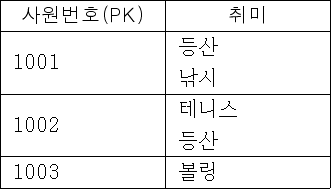 사원번호(PK) 취미
1001 등산
낚시
1002 테니스
등산
1003 볼링